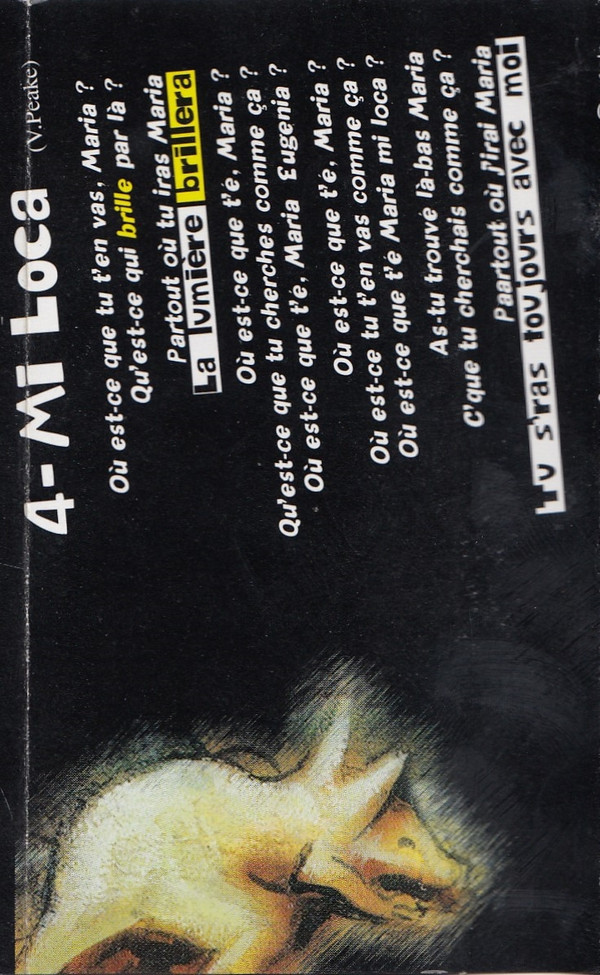 4- Mi Loca (V.Peake)
Où est-ce que tu t'en vas, Maria ?
Qu'est-ce qui brille par là ?
Partout où tu iras Maria
La lumière brillera
Où est-ce que t'é, Maria ?
Qu'est-ce que tu cherches comme ça ?
Où est-ce que t'é, Maria Eugenia ?
Où est-ce que t'é, Maria ?
Où est-ce tu t'en vas comme ça ?
Où est-ce que t'é Maria mi loca ?
As-tu trouvé là-bas Maria
C'que tu cherchais comme ça ?
Paartout où j'irai Maria
Tu s'ras toujours avec moi